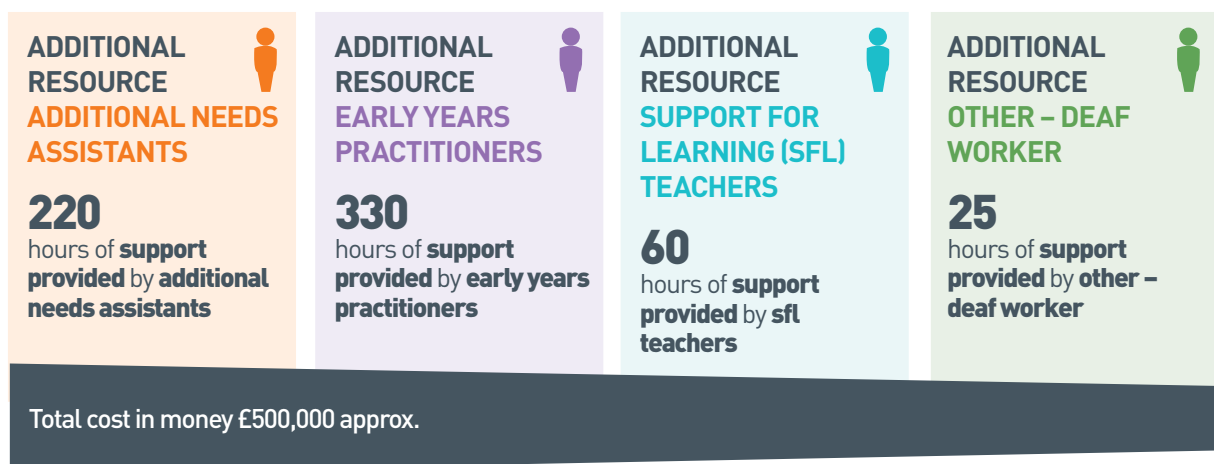 ADDITIONAL
RESOURCE
ADDITIONAL NEEDS
ASSISTANTS
220
hours of support
provided by additional
needs assistants
ADDITIONAL
RESOURCE
EARLY YEARS
PRACTITIONERS
330
hours of support
provided by early years
practitioners
ADDITIONAL
RESOURCE
SUPPORT FOR
LEARNING (SFL)
TEACHERS
60
hours of support
provided by sfl
teachers
ADDITIONAL
RESOURCE
OTHER – DEAF
WORKER
25
hours of support
provided by other –
deaf worker
Total cost in money £500,000 approx.